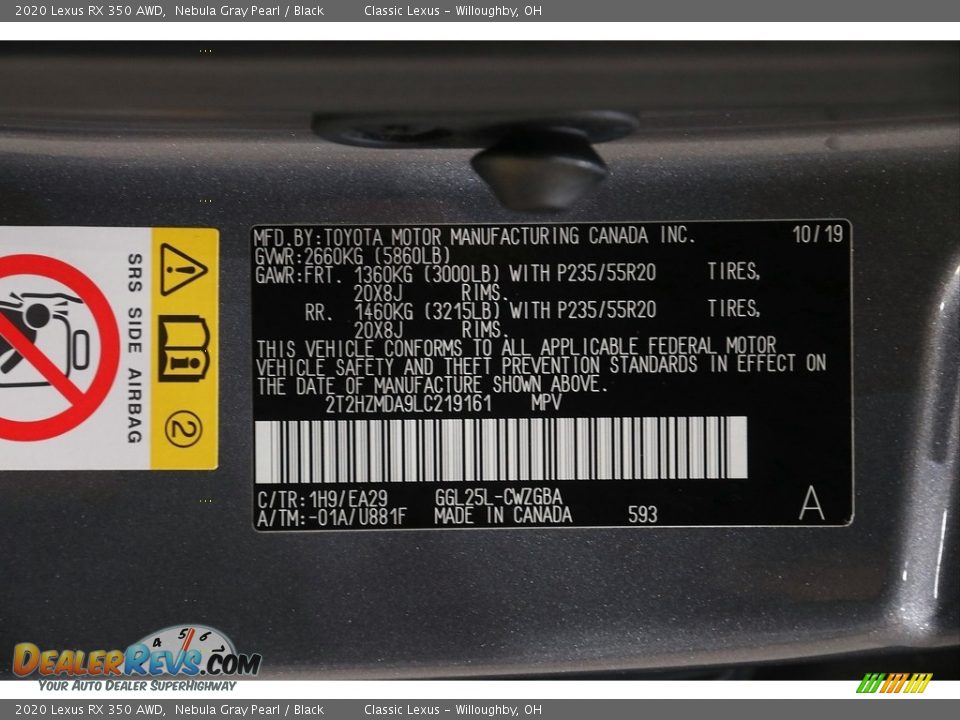 2020 Lexus RX 350 AWD, Nebula Gray Pearl / Black Classic Lexus - Willoughby, OH
MFD.BY:TOYOTA MOTOR MANUFACTURING CANADA INC. 10/19
GVWR:2660KG (5860LB)
GAWR:FRT. 1360KG (3000LB) WITH P235/55R20 TIRES,
20X8J RIMS.
RR. 1460KG (3215LB) WITH P235/55R20 TIRES,
20X8J RIMS.
THIS VEHICLE CONFORMS TO ALL APPLICABLE FEDERAL MOTOR
VEHICLE SAFETY AND THEFT PREVENTION STANDARDS IN EFFECT ON
THE DATE OF MANUFACTURE SHOWN ABOVE.
2T2HZMDA9LC219161 MPV
C/TR:1H9/EA29 GGL25L-CWZGBA
A/TM:-01A/U881F MADE IN CANADA 593 A
SRS SIDE AIRBAG
2
4 5 6 7
DEALERREVS.COM
YOUR AUTO DEALER SUPERHIGHWAY
2020 Lexus RX 350 AWD, Nebula Gray Pearl / Black Classic Lexus - Willoughby, OH